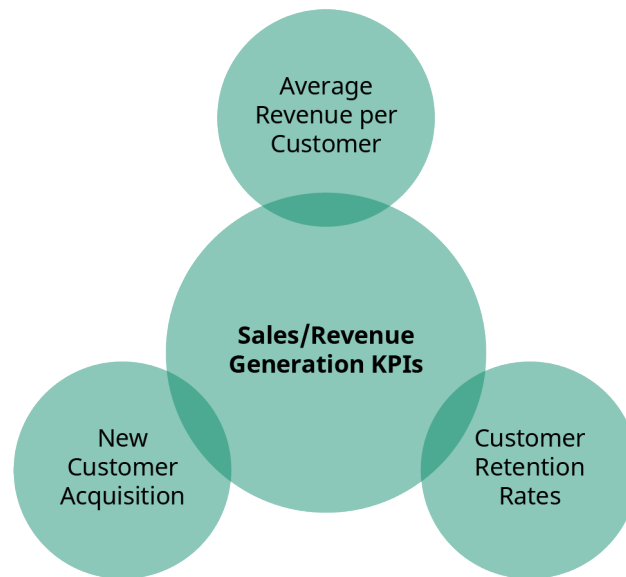 Average
Revenue per
Customer
Sales/Revenue
Generation KPIs
New
Customer
Acquisition
Customer
Retention
Rates